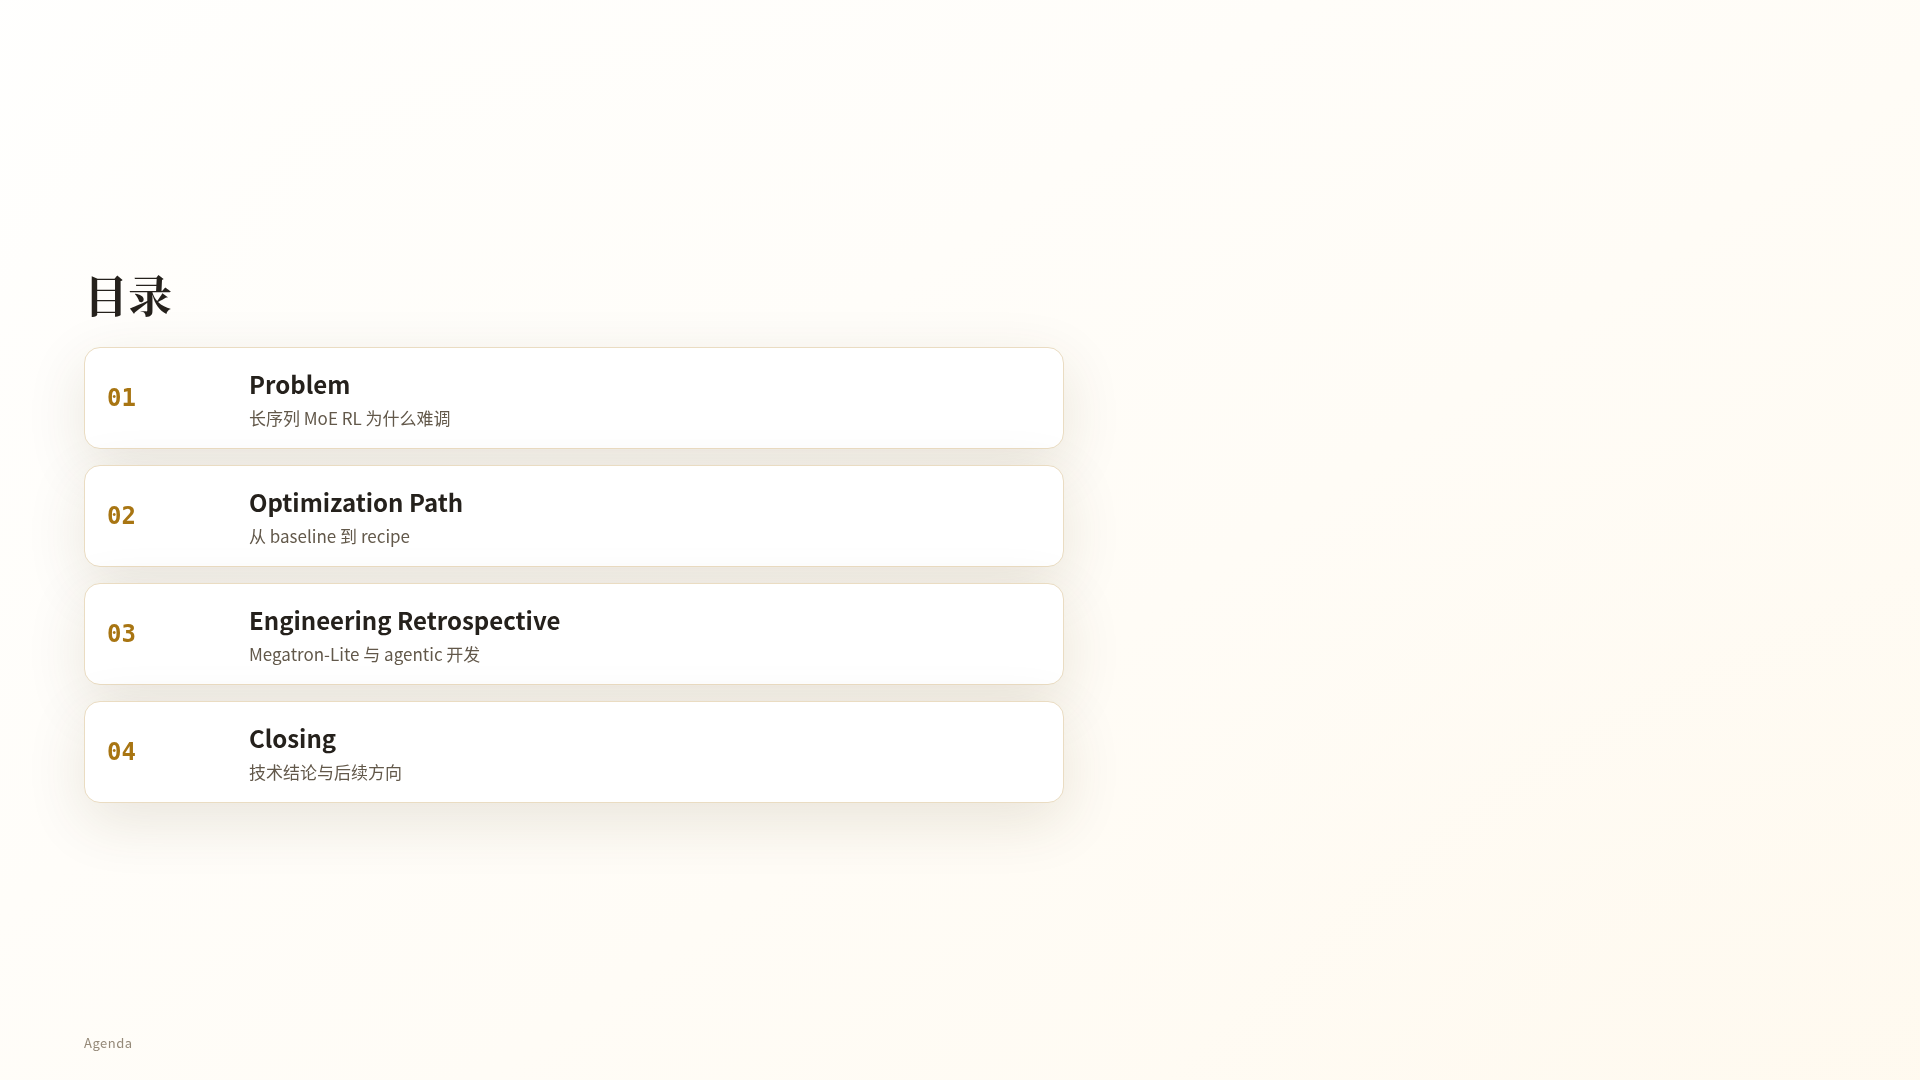 目录
01
Problem
长序列 MoE RL 为什么难调
02
Optimization Path
从 baseline 到 recipe
03
Engineering Retrospective
Megatron-Lite 与 agentic 开发
04
Closing
技术结论与后续方向
Agenda